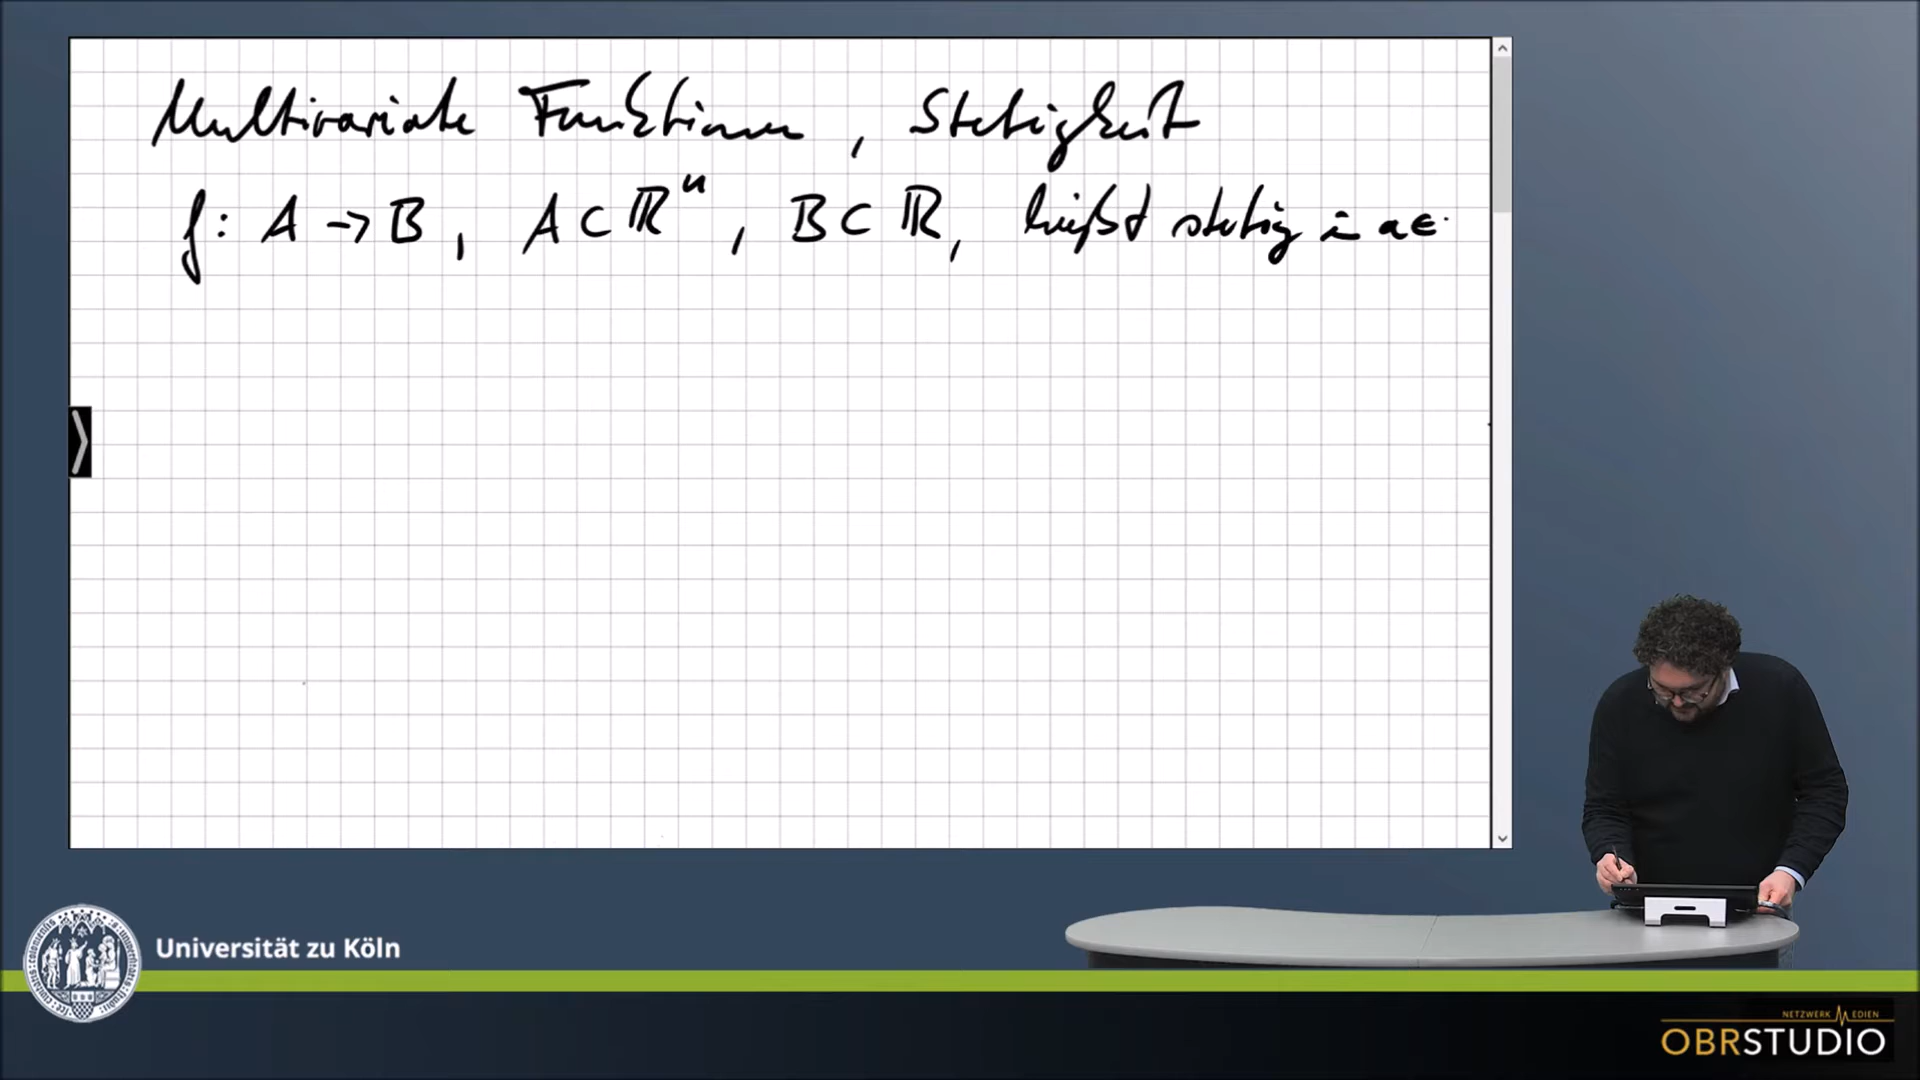 Multivariate Funktionen, Stetigkeit
f: A → B, A ⊂ ℝⁿ, B ⊂ ℝ, heißt stetig in a ∈
Universität zu Köln
NETZWERK MEDIEN
OBRSTUDIO